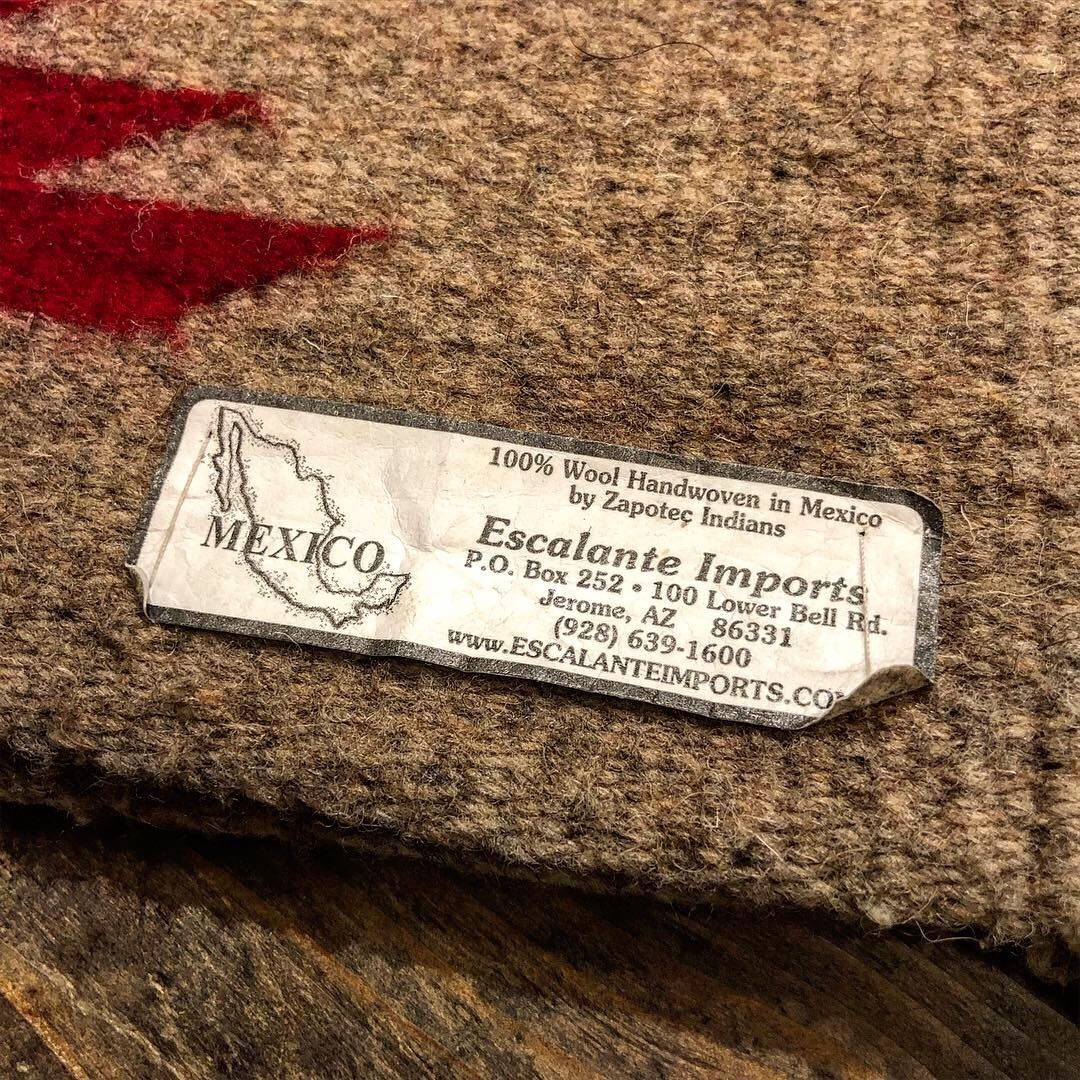 MEXICO
100% Wool Handwoven in Mexico
by Zapotec Indians
Escalante Imports
P.O. Box 252 • 100 Lower Bell Rd.
Jerome, AZ 86331
(928) 639-1600
www.ESCALANTEIMPORTS.CO